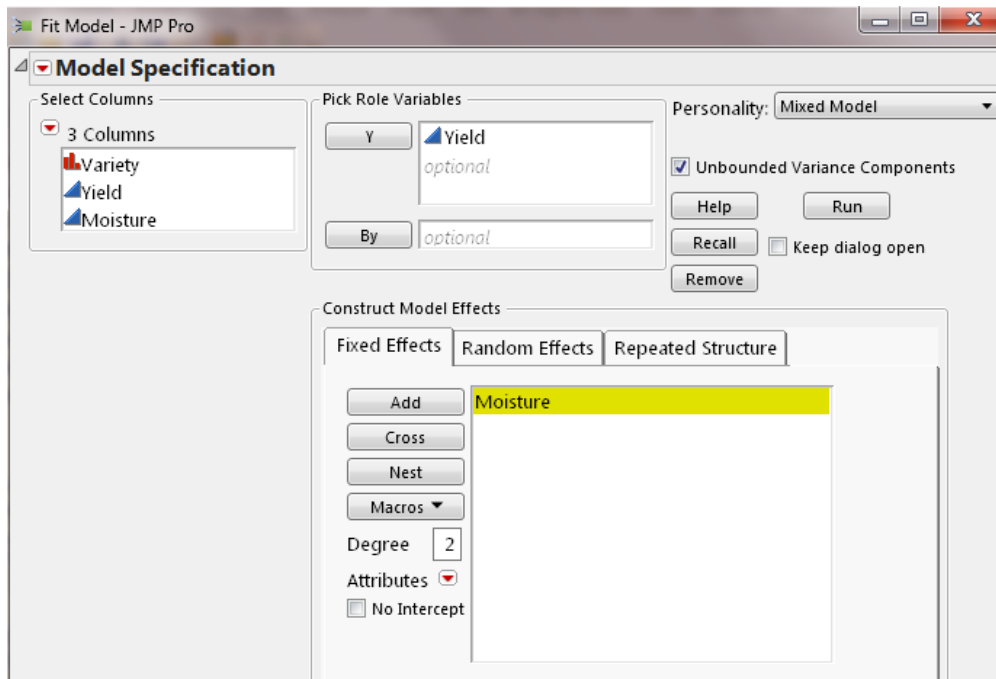 Fit Model - JMP Pro
Model Specification
Select Columns
3 Columns
Variety
Yield
Moisture
Pick Role Variables
Y
Yield
optional
By
optional
Personality: Mixed Model
Unbounded Variance Components
Help
Run
Recall
Keep dialog open
Remove
Construct Model Effects
Fixed Effects
Random Effects
Repeated Structure
Add
Moisture
Cross
Nest
Macros
Degree 2
Attributes
No Intercept